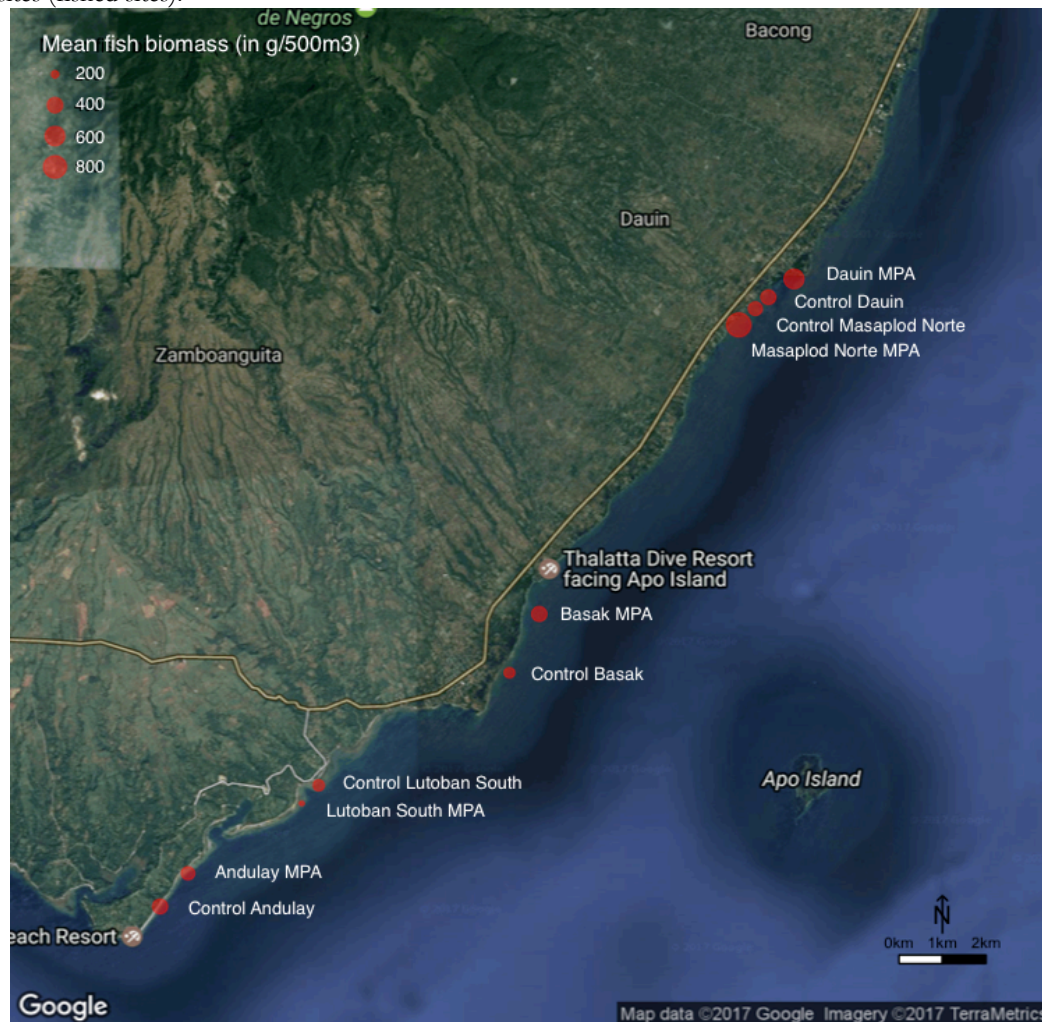 de Negros
Mean fish biomass (in g/500m3)
200
400
600
800
Bacong
Dauin
Dauin MPA
Control Dauin
Control Masaplod Norte
Masaplod Norte MPA
Zamboanguita
Thalatta Dive Resort
facing Apo Island
Basak MPA
Control Basak
Control Lutoban South
Lutoban South MPA
Apo Island
Andulay MPA
Control Andulay
each Resort
N
0km 1km 2km
Google
Map data ©2017 Google Imagery ©2017 TerraMetrics